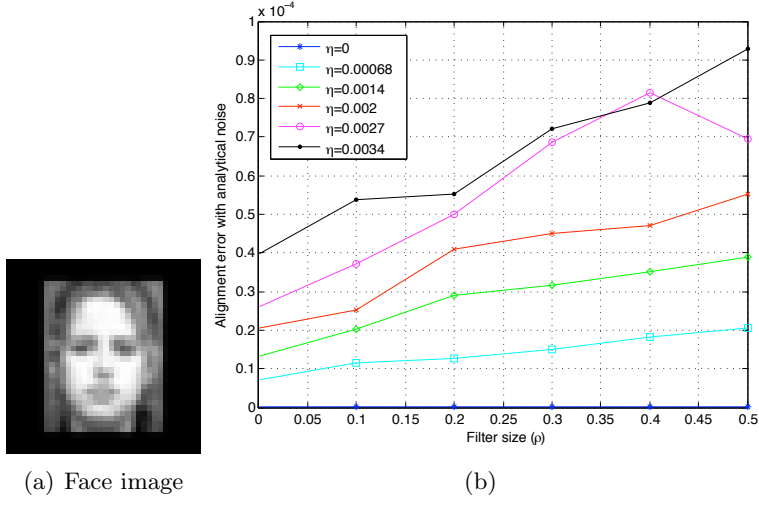 x 10⁻⁴
1
0.9
0.8
0.7
0.6
0.5
0.4
0.3
0.2
0.1
0
Alignment error with analytical noise
η=0
η=0.00068
η=0.0014
η=0.002
η=0.0027
η=0.0034
0 0.05 0.1 0.15 0.2 0.25 0.3 0.35 0.4 0.45 0.5
Filter size (ρ)
(a) Face image
(b)